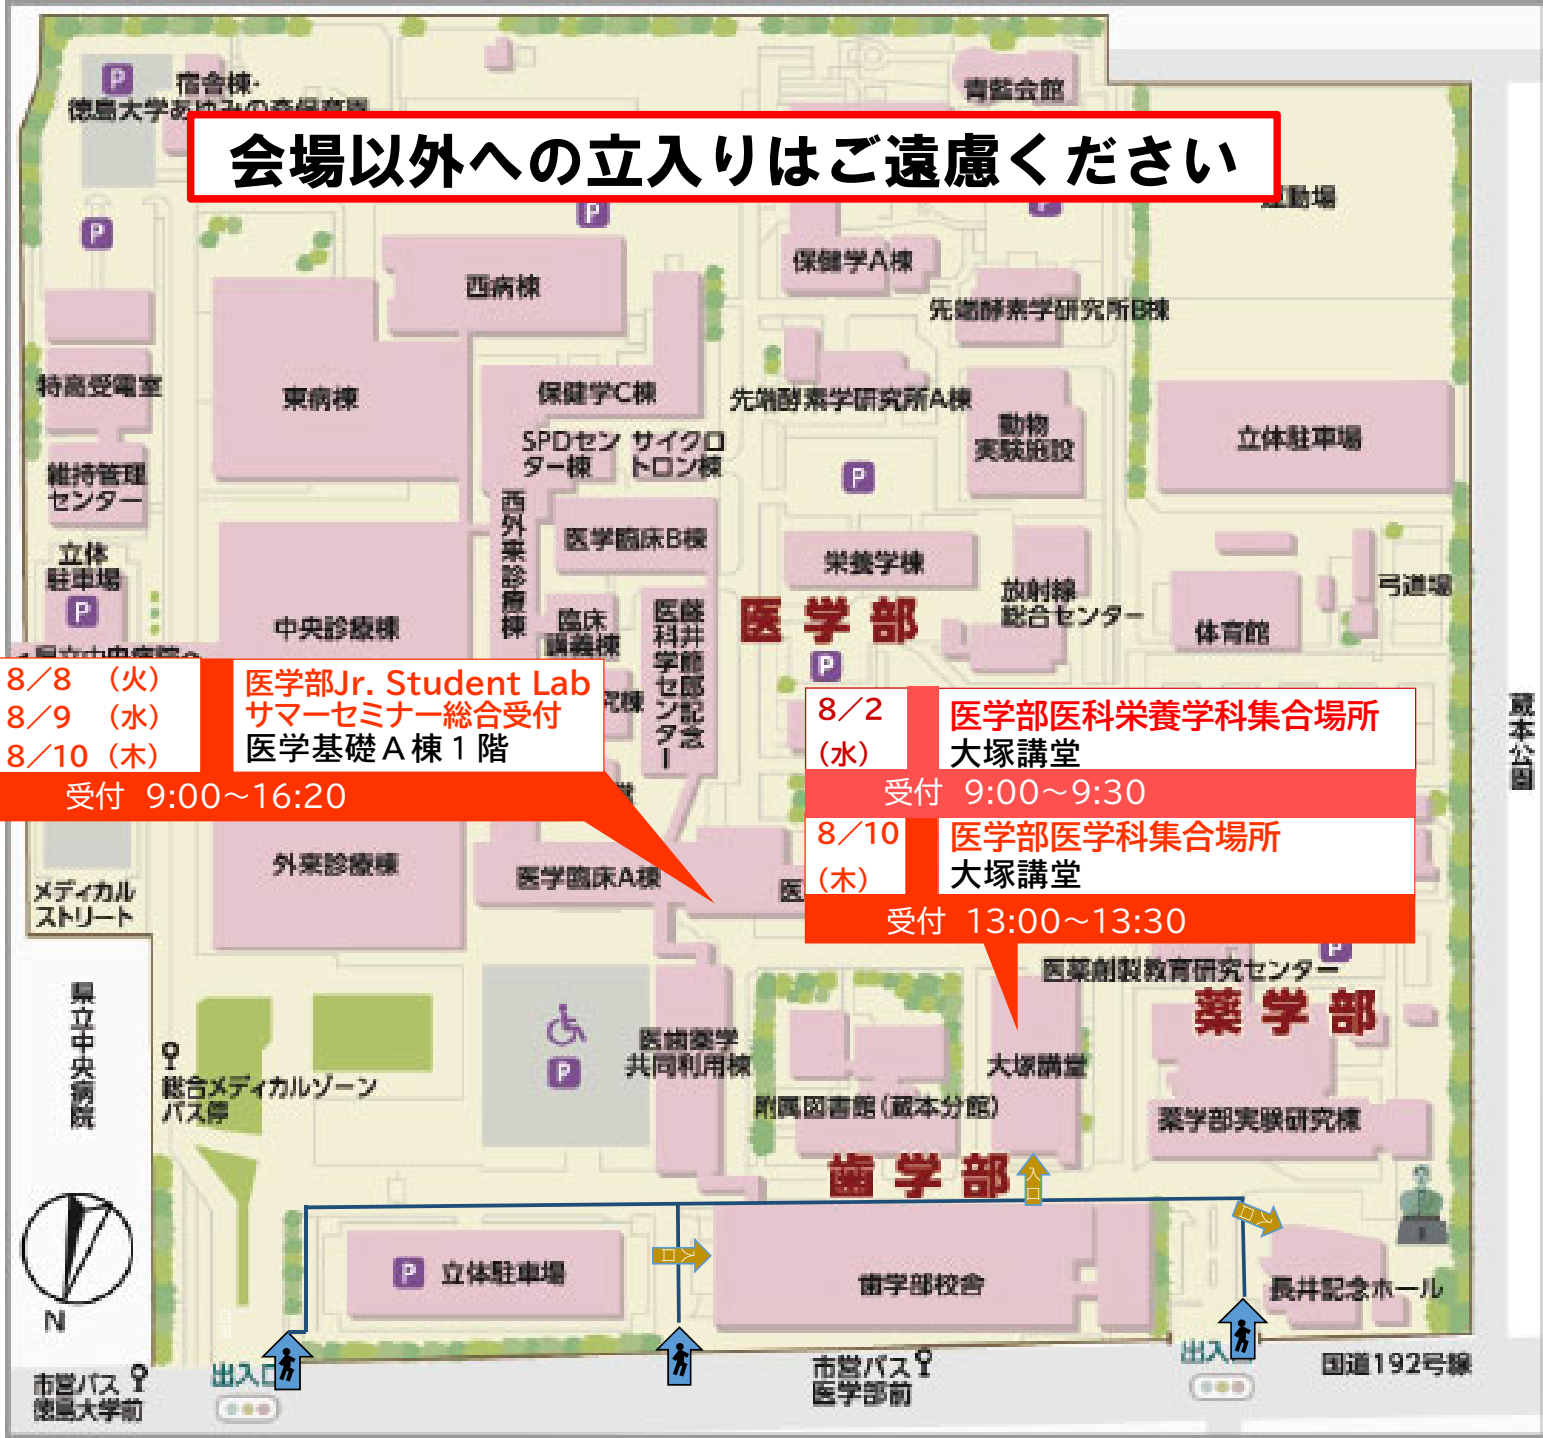 P
宿舎棟・
青藍会館
会場以外への立入りはご遠慮ください
運動場
P
P
P
保健学A棟
西病棟
先端酵素学研究所B棟
特高受電室
東病棟
保健学C棟
先端酵素学研究所A棟
動物
実験施設
立体駐車場
SPDセン
ター棟
サイクロ
トロン棟
維持管理
センター
P
西外来診療棟
医学臨床B棟
栄養学棟
立体
駐車場
P
放射線
総合センター
弓道場
中央診療棟
臨床
講義棟
藤井節郎記念
医科学センター
医学部
体育館
P
8/8 (火)
8/9 (水)
8/10 (木)
医学部Jr. Student Lab
サマーセミナー総合受付
医学基礎A棟1階
受付 9:00~16:20
究棟
8/2
(水)
医学部医科栄養学科集合場所
大塚講堂
受付 9:00~9:30
8/10
(木)
医学部医学科集合場所
大塚講堂
受付 13:00~13:30
蔵本公園
外来診療棟
医学臨床A棟
医
メディカル
ストリート
P
医薬創製教育研究センター
薬学部
県立中央病院
医歯薬学
共同利用棟
P
大塚講堂
総合メディカルゾーン
バス停
附属図書館(蔵本分館)
薬学部実験研究棟
歯学部
入口
入口
入口
P
立体駐車場
歯学部校舎
長井記念ホール
N
市営バス
徳島大学前
出入口
市営バス
医学部前
出入
国道192号線